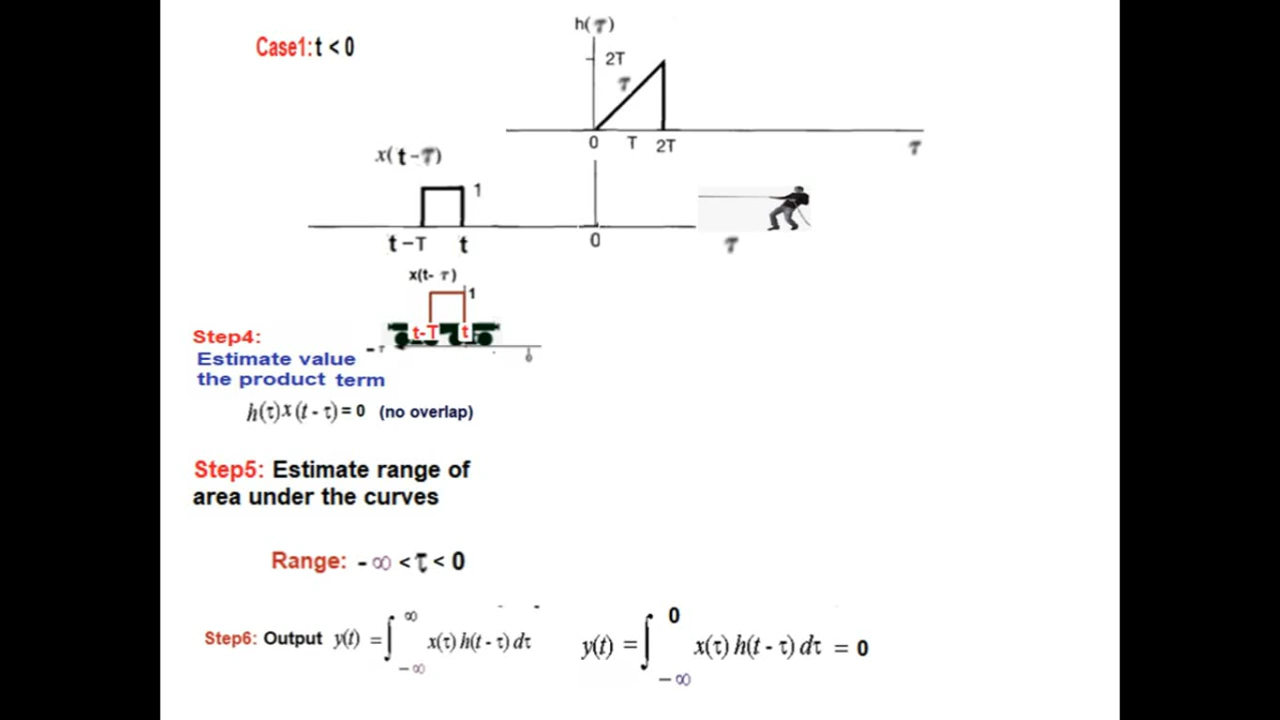 Case1: t < 0
h(τ)
2T
τ
0 T 2T
τ
x(t-τ)
1
t-T t
0
τ
x(t- τ)
1
t-T t
-τ
0
Step4:
Estimate value
the product term
h(τ)x(t - τ) = 0 (no overlap)
Step5: Estimate range of
area under the curves
Range: - ∞ < τ < 0
Step6: Output y(t) = ∫_{-∞}^{∞} x(τ) h(t - τ) dτ
y(t) = ∫_{-∞}^{0} x(τ) h(t - τ) dτ = 0